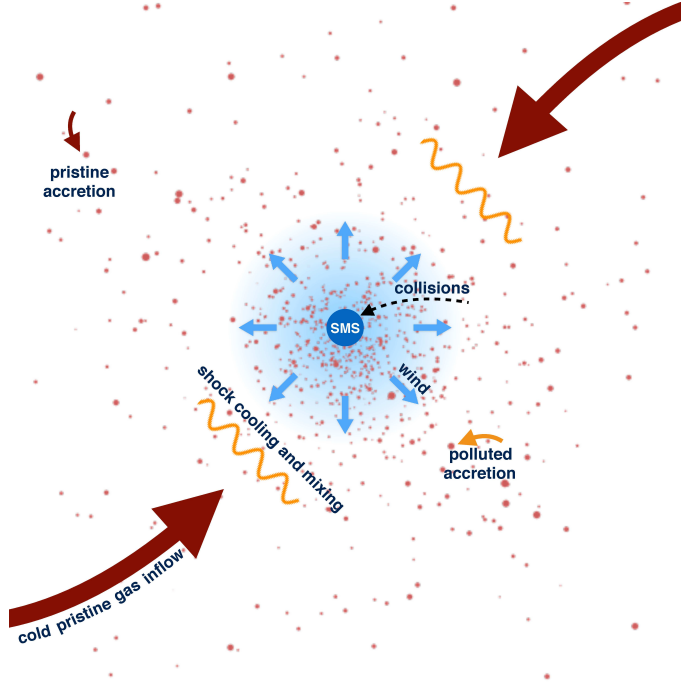 pristine
accretion
collisions
SMS
wind
shock cooling and mixing
polluted
accretion
cold pristine gas inflow